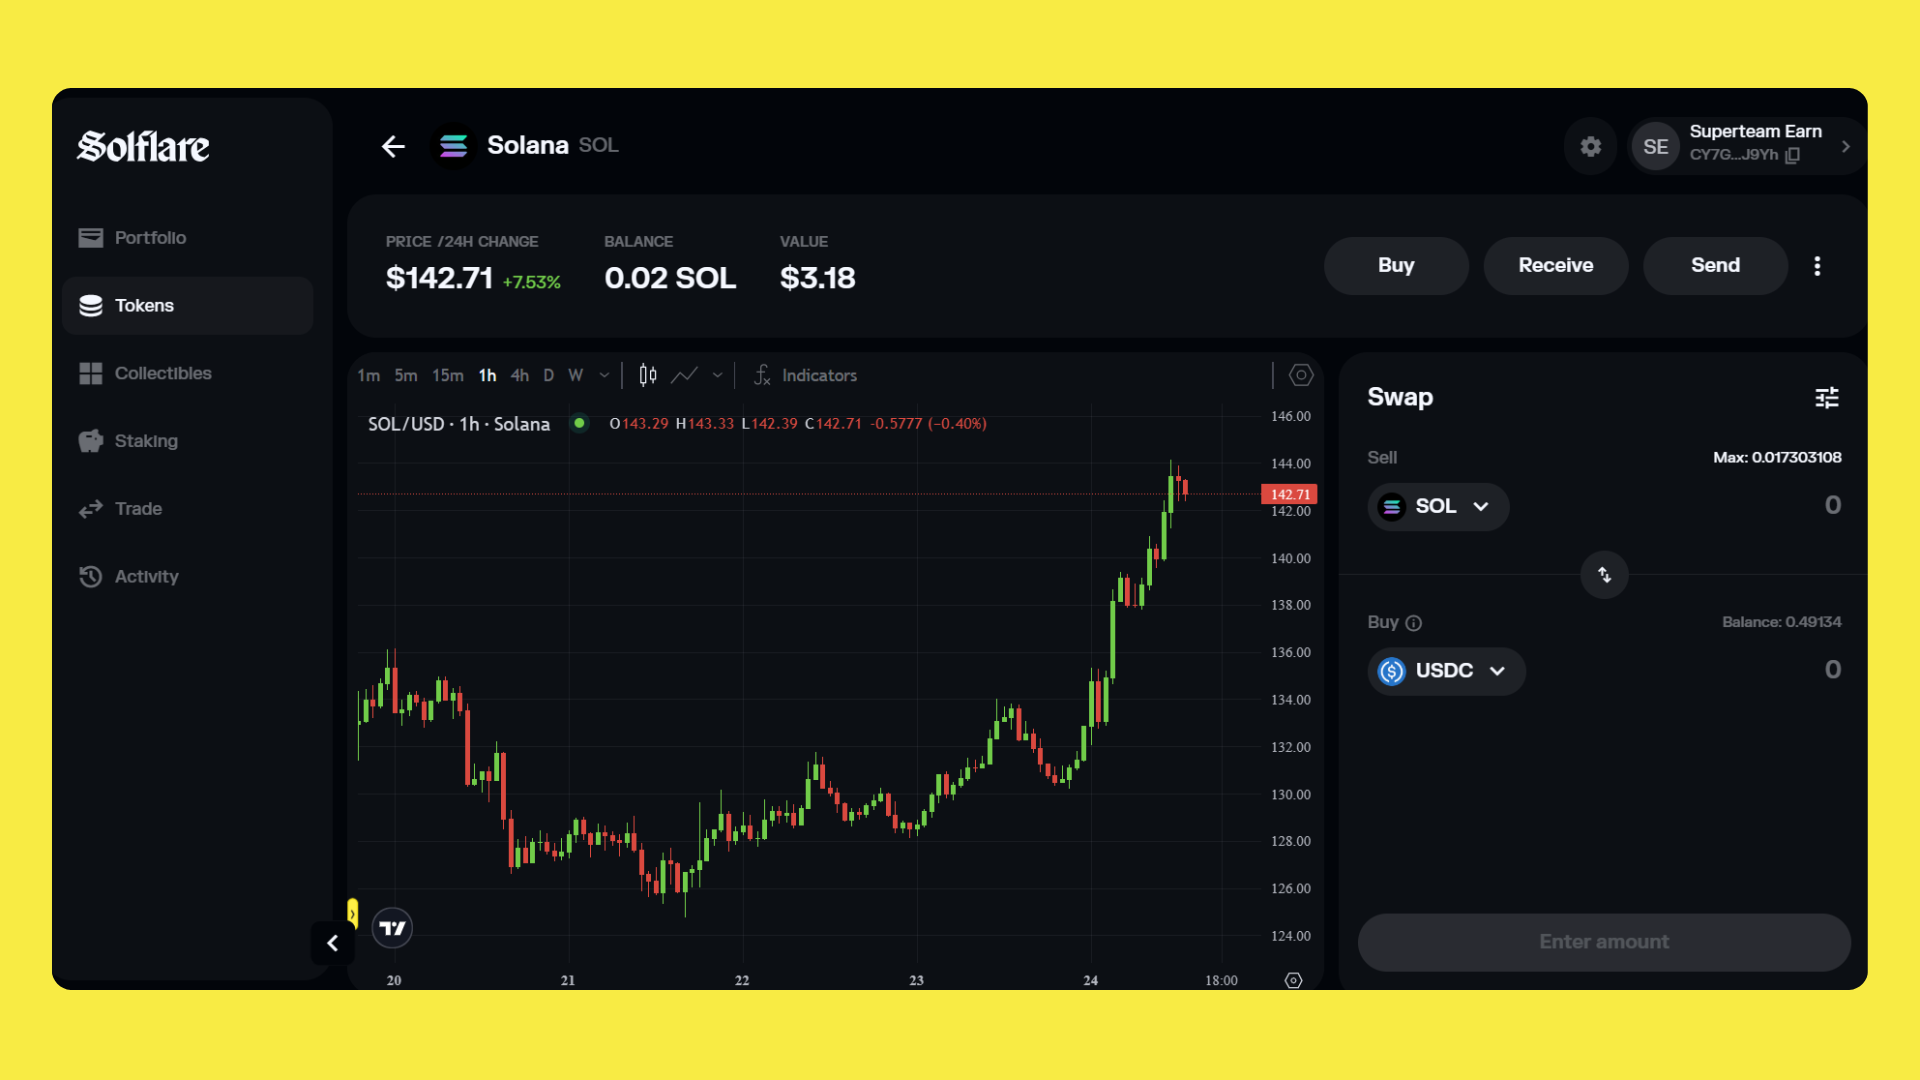 Solflare
Portfolio
Tokens
Collectibles
Staking
Trade
Activity
Solana SOL
SE
Superteam Earn
CY7G...J9Yh
PRICE /24H CHANGE
$142.71 +7.53%
BALANCE
0.02 SOL
VALUE
$3.18
Buy
Receive
Send
1m 5m 15m 1h 4h D W
Indicators
SOL/USD · 1h · Solana O143.29 H143.33 L142.39 C142.71 -0.5777 (−0.40%)
146.00
144.00
142.71
142.00
140.00
138.00
136.00
134.00
132.00
130.00
128.00
126.00
124.00
20 21 22 23 24 18:00
Swap
Sell Max: 0.017303108
SOL 0
Buy Balance: 0.49134
USDC 0
Enter amount